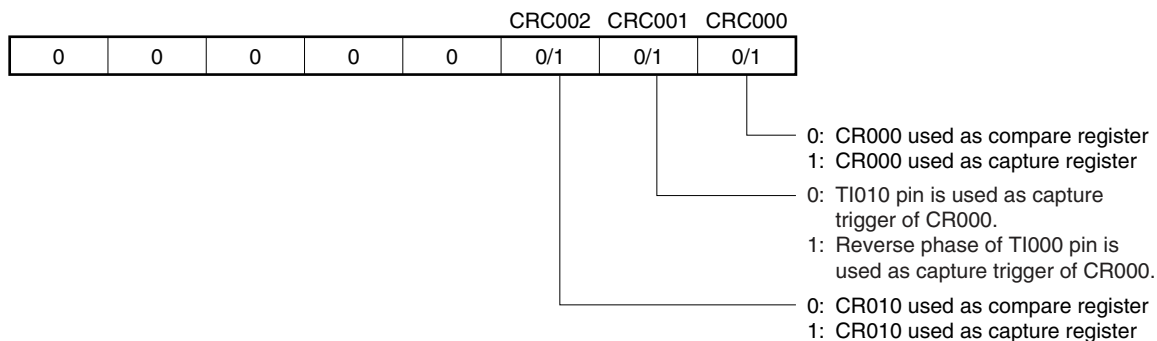 CRC002 CRC001 CRC000
0 0 0 0 0 0/1 0/1 0/1
0: CR000 used as compare register
1: CR000 used as capture register
0: TI010 pin is used as capture
trigger of CR000.
1: Reverse phase of TI000 pin is
used as capture trigger of CR000.
0: CR010 used as compare register
1: CR010 used as capture register